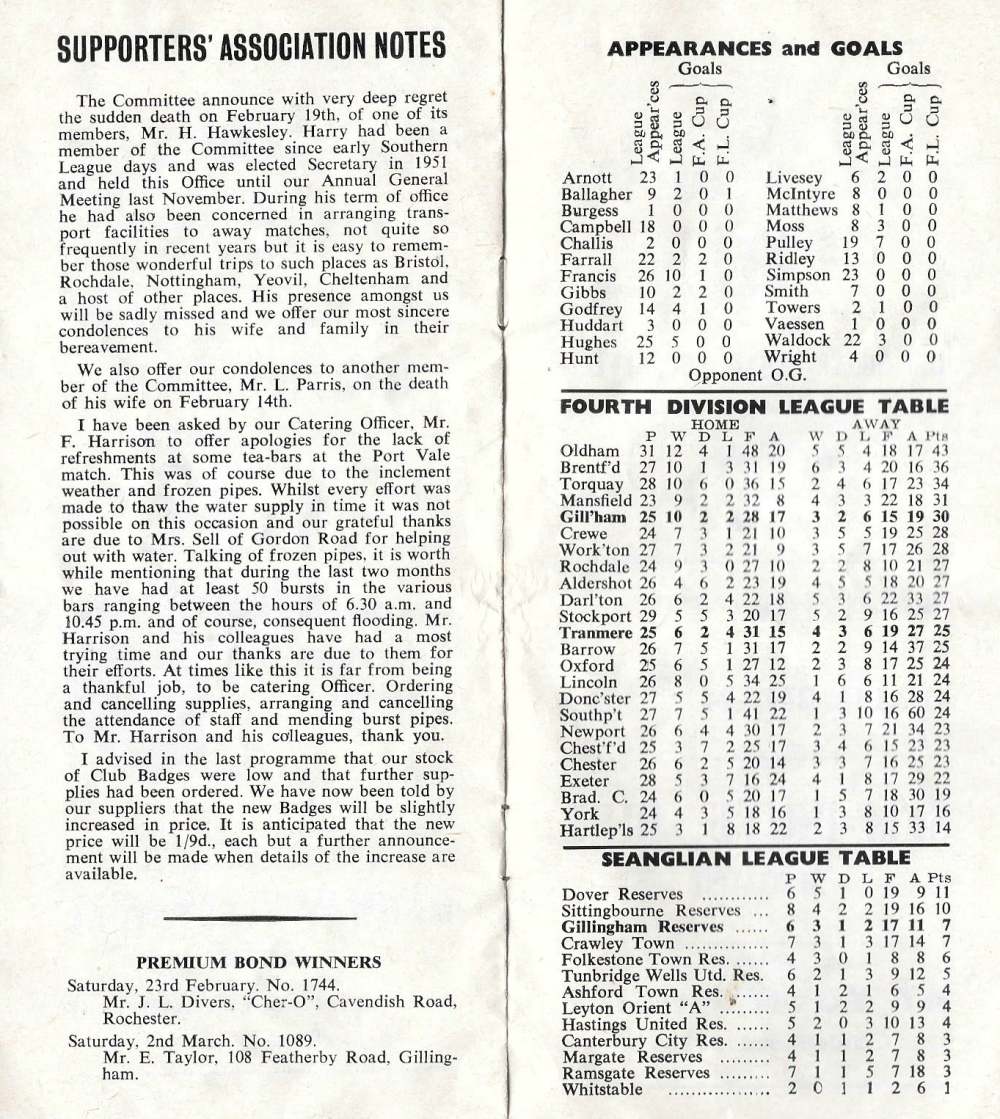 SUPPORTERS' ASSOCIATION NOTES
The Committee announce with very deep regret
the sudden death on February 19th, of one of its
members, Mr. H. Hawkesley. Harry had been a
member of the Committee since early Southern
League days and was elected Secretary in 1951
and held this Office until our Annual General
Meeting last November. During his term of office
he had also been concerned in arranging trans-
port facilities to away matches, not quite so
frequently in recent years but it is easy to remem-
ber those wonderful trips to such places as Bristol,
Rochdale, Nottingham, Yeovil, Cheltenham and
a host of other places. His presence amongst us
will be sadly missed and we offer our most sincere
condolences to his wife and family in their
bereavement.
We also offer our condolences to another mem-
ber of the Committee, Mr. L. Parris, on the death
of his wife on February 14th.
I have been asked by our Catering Officer, Mr.
F. Harrison to offer apologies for the lack of
refreshments at some tea-bars at the Port Vale
match. This was of course due to the inclement
weather and frozen pipes. Whilst every effort was
made to thaw the water supply in time it was not
possible on this occasion and our grateful thanks
are due to Mrs. Sell of Gordon Road for helping
out with water. Talking of frozen pipes, it is worth
while mentioning that during the last two months
we have had at least 50 bursts in the various
bars ranging between the hours of 6.30 a.m. and
10.45 p.m. and of course, consequent flooding. Mr.
Harrison and his colleagues have had a most
trying time and our thanks are due to them for
their efforts. At times like this it is far from being
a thankful job, to be catering Officer. Ordering
and cancelling supplies, arranging and cancelling
the attendance of staff and mending burst pipes.
To Mr. Harrison and his colleagues, thank you.
I advised in the last programme that our stock
of Club Badges were low and that further sup-
plies had been ordered. We have now been told by
our suppliers that the new Badges will be slightly
increased in price. It is anticipated that the new
price will be 1/9d., each but a further announce-
ment will be made when details of the increase are
available.
PREMIUM BOND WINNERS
Saturday, 23rd February. No. 1744.
Mr. J. L. Divers, "Cher-O", Cavendish Road,
Rochester.
Saturday, 2nd March. No. 1089.
Mr. E. Taylor, 108 Featherby Road, Gilling-
ham.
APPEARANCES and GOALS
Goals Goals
League Appear'ces League F.A. Cup F.L. Cup League Appear'ces League F.A. Cup F.L. Cup
Arnott 23 1 0 0 Livesey 6 2 0 0
Ballagher 9 2 0 1 McIntyre 8 0 0 0
Burgess 1 0 0 0 Matthews 8 1 0 0
Campbell 18 0 0 0 Moss 8 3 0 0
Challis 2 0 0 0 Pulley 19 7 0 0
Farrall 22 2 2 0 Ridley 13 0 0 0
Francis 26 10 1 0 Simpson 23 0 0 0
Gibbs 10 2 2 0 Smith 7 0 0 0
Godfrey 14 4 1 0 Towers 2 1 0 0
Huddart 3 0 0 0 Vaessen 1 0 0 0
Hughes 25 5 0 0 Waldock 22 3 0 0
Hunt 12 0 0 0 Wright 4 0 0 0
Opponent O.G.
FOURTH DIVISION LEAGUE TABLE
HOME AWAY
P W D L F A W D L F A Pts
Oldham 31 12 4 1 48 20 5 5 4 18 17 43
Brentf'd 27 10 1 3 31 19 6 3 4 20 16 36
Torquay 28 10 6 0 36 15 2 4 6 17 23 34
Mansfield 23 9 2 2 32 8 4 3 3 22 18 31
Gill'ham 25 10 2 2 28 17 3 2 6 15 19 30
Crewe 24 7 3 1 21 10 3 5 5 19 25 28
Work'ton 27 7 3 2 21 9 3 5 7 17 26 28
Rochdale 24 9 3 0 27 10 2 2 8 10 21 27
Aldershot 26 4 6 2 23 19 4 5 5 18 20 27
Darl'ton 26 6 2 4 22 18 5 3 6 22 33 27
Stockport 29 5 5 3 20 17 5 2 9 16 25 27
Tranmere 25 6 2 4 31 15 4 3 6 19 27 25
Barrow 26 7 5 1 31 17 2 2 9 14 37 25
Oxford 25 6 5 1 27 12 2 3 8 17 25 24
Lincoln 26 8 0 5 34 25 1 6 6 11 21 24
Donc'ster 27 5 5 4 22 19 4 1 8 16 28 24
Southp't 27 7 5 1 41 22 1 3 10 16 60 24
Newport 26 6 4 4 30 17 2 3 7 21 34 23
Chest'f'd 25 3 7 2 25 17 3 4 6 15 23 23
Chester 26 6 2 5 20 14 3 3 7 16 25 23
Exeter 28 5 3 7 16 24 4 1 8 17 29 22
Brad. C. 24 6 0 5 20 17 1 5 7 18 30 19
York 24 4 3 5 18 16 1 3 8 10 17 16
Hartlep'ls 25 3 1 8 18 22 2 3 8 15 33 14
SEANGLIAN LEAGUE TABLE
P W D L F A Pts
Dover Reserves ............ 6 5 1 0 19 9 11
Sittingbourne Reserves ... 8 4 2 2 19 16 10
Gillingham Reserves ...... 6 3 1 2 17 11 7
Crawley Town ............... 7 3 1 3 17 14 7
Folkestone Town Res. ...... 4 3 0 1 8 8 6
Tunbridge Wells Utd. Res. 6 2 1 3 9 12 5
Ashford Town Res. ....... 4 1 2 1 6 5 4
Leyton Orient "A" ......... 5 1 2 2 9 9 4
Hastings United Res. ...... 5 2 0 3 10 13 4
Canterbury City Res. ...... 4 1 1 2 7 8 3
Margate Reserves ......... 4 1 1 2 7 8 3
Ramsgate Reserves ......... 7 1 1 5 7 18 3
Whitstable .................. 2 0 1 1 2 6 1